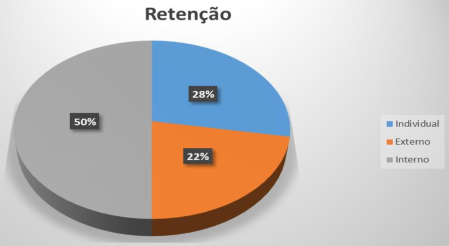 Retenção
28%
50%
22%
Individual
Externo
Interno